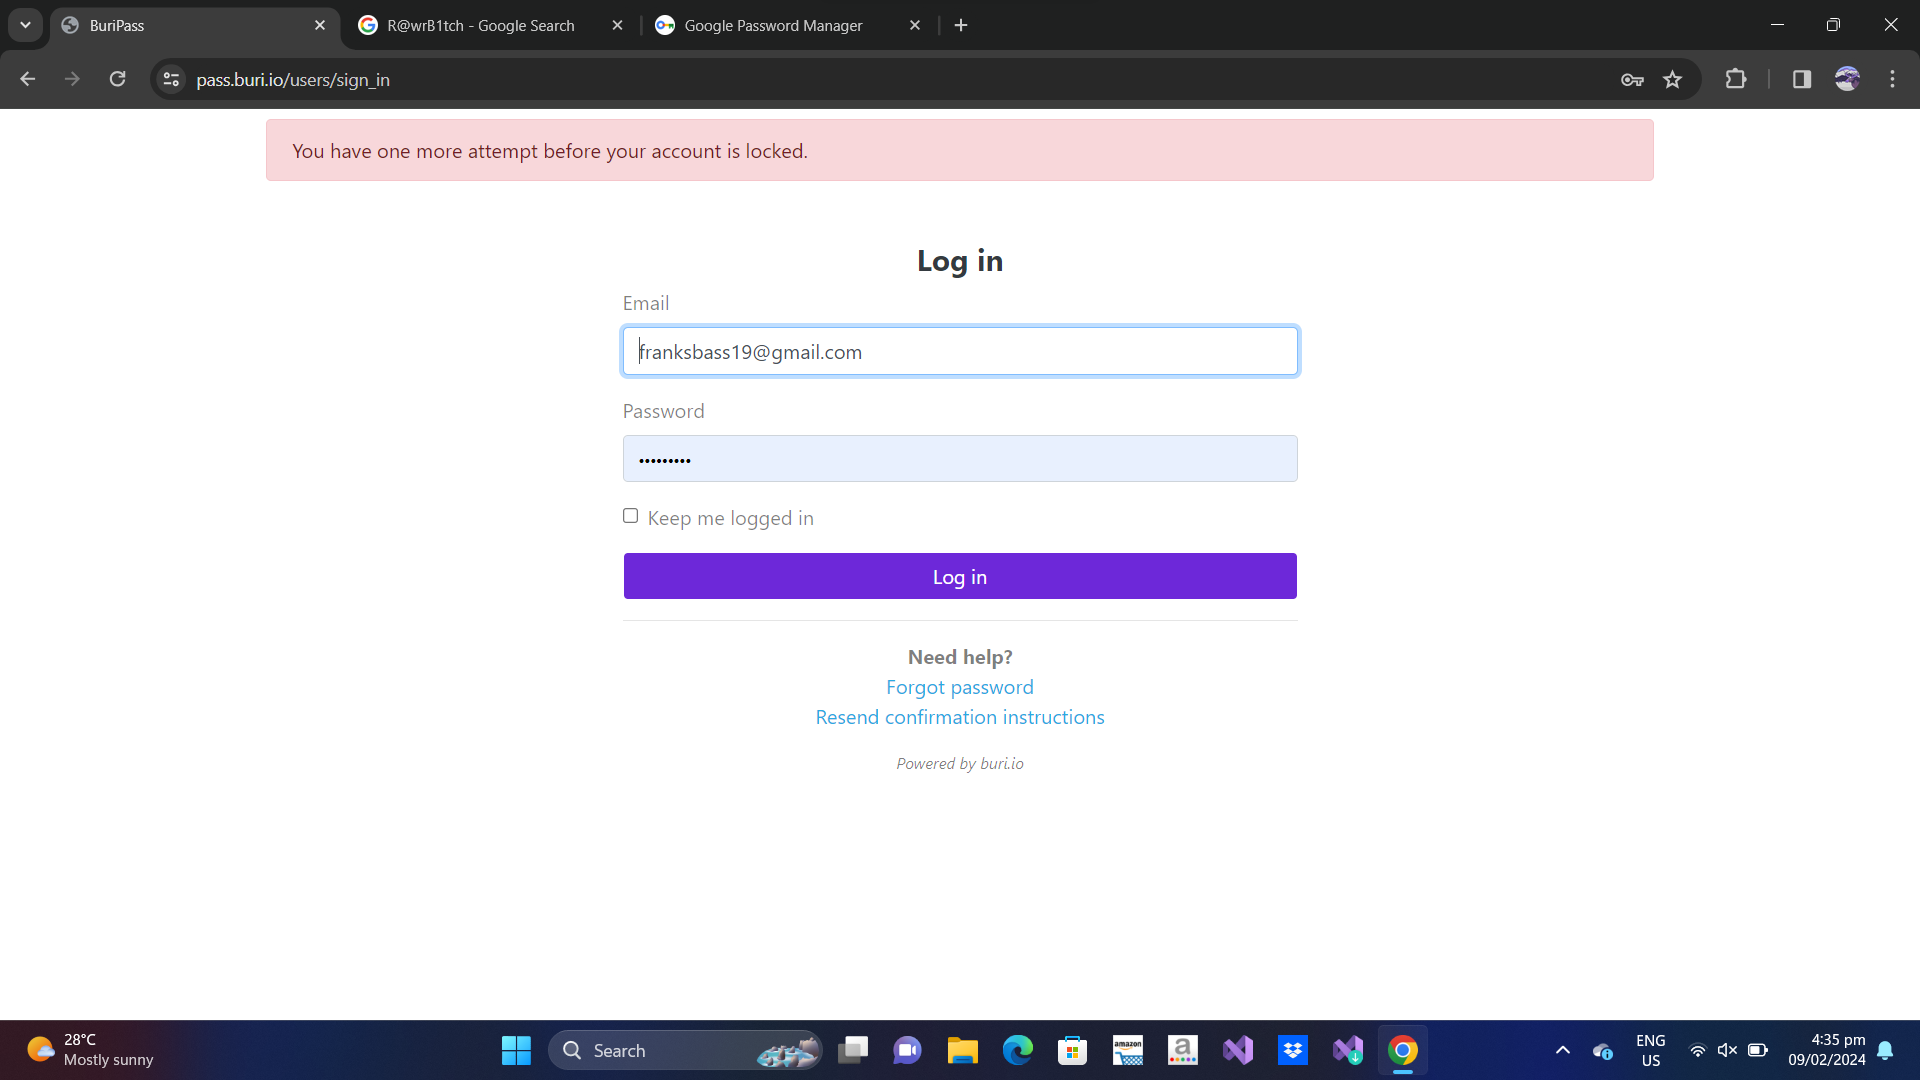 BuriPass
R@wrB1tch - Google Search
Google Password Manager
pass.buri.io/users/sign_in
You have one more attempt before your account is locked.
Log in
Email
franksbass19@gmail.com
Password
•••••••••
Keep me logged in
Log in
Need help?
Forgot password
Resend confirmation instructions
Powered by buri.io
28°C
Mostly sunny
Search
amazon
a
ENG
US
4:35 pm
09/02/2024